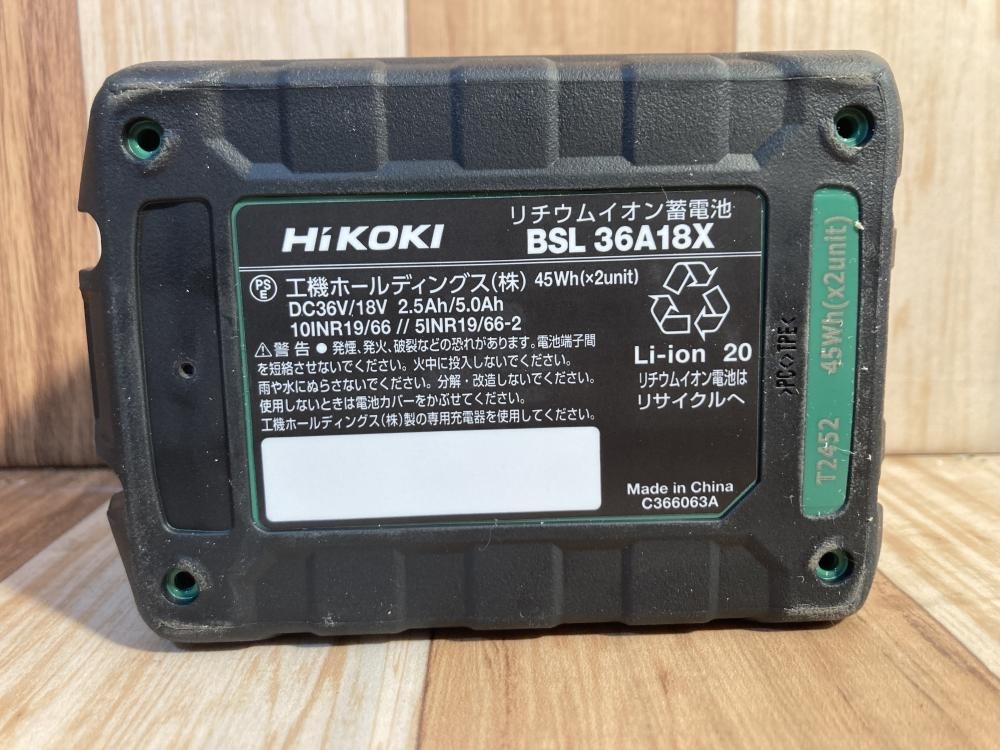 HiKOKI
リチウムイオン蓄電池
BSL 36A18X
PS
E
工機ホールディングス(株) 45Wh(×2unit)
DC36V/18V 2.5Ah/5.0Ah
10INR19/66 // 5INR19/66-2
⚠警告 ● 発煙、発火、破裂などの恐れがあります。電池端子間
を短絡させないでください。火中に投入しないでください。
雨や水にぬらさないでください。分解・改造しないでください。
使用しないときは電池カバーをかぶせてください。
工機ホールディングス(株)製の専用充電器を使用してください。
Li-ion 20
リチウムイオン電池は
リサイクルへ
Made in China
C366063A
>PC<>TPE<
T2452 45Wh(x2unit)